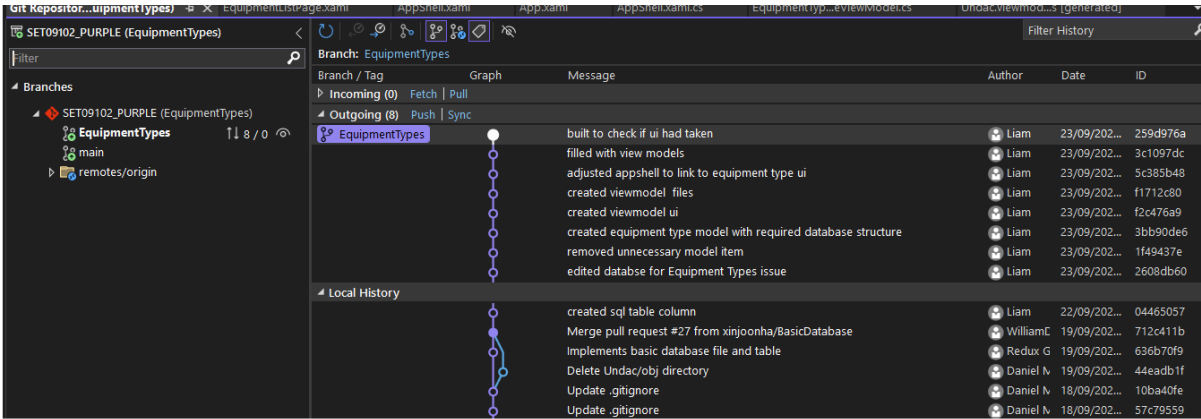 Git Repositor...uipmentTypes) EquipmentListPage.xaml AppShell.xaml App.xaml AppShell.xaml.cs EquipmentTyp...eViewModel.cs Undac.viewmod...s [generated]
SET09102_PURPLE (EquipmentTypes)
Filter
Branches
SET09102_PURPLE (EquipmentTypes)
EquipmentTypes 8 / 0
main
remotes/origin
Filter History
Branch: EquipmentTypes
Branch / Tag Graph Message Author Date ID
Incoming (0) Fetch | Pull
Outgoing (8) Push | Sync
EquipmentTypes built to check if ui had taken Liam 23/09/202... 259d976a
filled with view models Liam 23/09/202... 3c1097dc
adjusted appshell to link to equipment type ui Liam 23/09/202... 5c385b48
created viewmodel files Liam 23/09/202... f1712c80
created viewmodel ui Liam 23/09/202... f2c476a9
created equipment type model with required database structure Liam 23/09/202... 3bb90de6
removed unnecessary model item Liam 23/09/202... 1f49437e
edited databse for Equipment Types issue Liam 23/09/202... 2608db60
Local History
created sql table column Liam 22/09/202... 04465057
Merge pull request #27 from xinjoonha/BasicDatabase William 19/09/202... 712c411b
Implements basic database file and table Redux G 19/09/202... 636b70f9
Delete Undac/obj directory Daniel 19/09/202... 44eadb1f
Update .gitignore Daniel 18/09/202... 10ba40fe
Update .gitignore Daniel 18/09/202... 57c79559